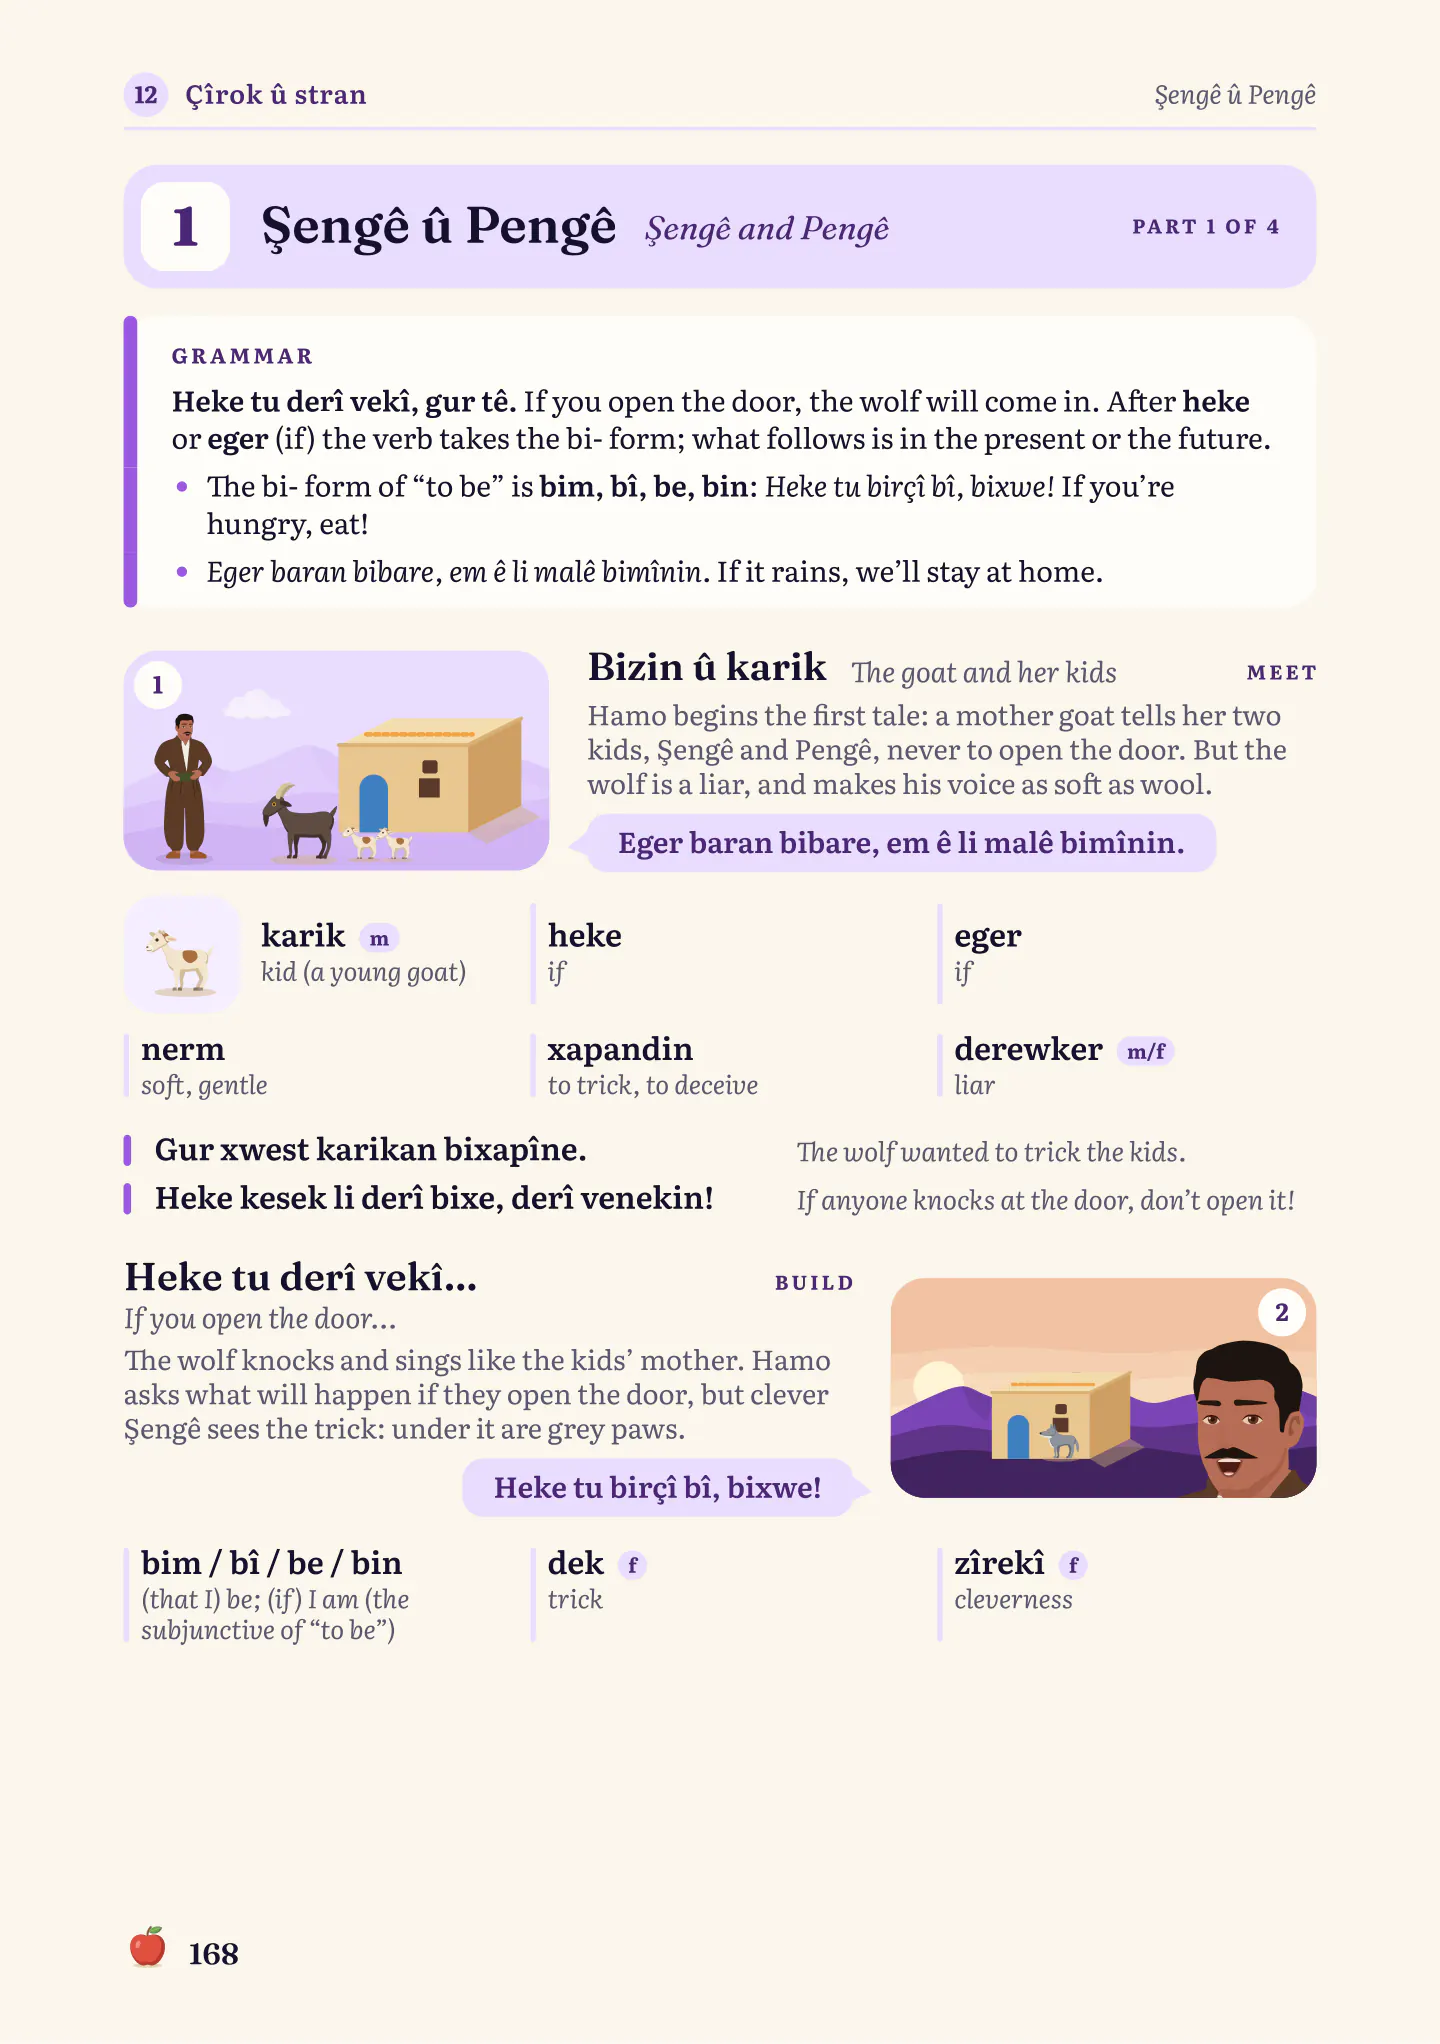 12 Çîrok û stran
Şengê û Pengê
1 Şengê û Pengê Şengê and Pengê PART 1 OF 4
GRAMMAR
Heke tu derî vekî, gur tê. If you open the door, the wolf will come in. After heke
or eger (if) the verb takes the bi- form; what follows is in the present or the future.
• The bi- form of “to be” is bim, bî, be, bin: Heke tu birçî bî, bixwe! If you’re
hungry, eat!
• Eger baran bibare, em ê li malê bimînin. If it rains, we’ll stay at home.
1
Bizin û karik The goat and her kids MEET
Hamo begins the first tale: a mother goat tells her two
kids, Şengê and Pengê, never to open the door. But the
wolf is a liar, and makes his voice as soft as wool.
Eger baran bibare, em ê li malê bimînin.
karik m
kid (a young goat)
heke
if
eger
if
nerm
soft, gentle
xapandin
to trick, to deceive
derewker m/f
liar
Gur xwest karikan bixapîne. The wolf wanted to trick the kids.
Heke kesek li derî bixe, derî venekin! If anyone knocks at the door, don’t open it!
Heke tu derî vekî… BUILD
If you open the door…
The wolf knocks and sings like the kids’ mother. Hamo
asks what will happen if they open the door, but clever
Şengê sees the trick: under it are grey paws.
Heke tu birçî bî, bixwe!
2
bim / bî / be / bin
(that I) be; (if) I am (the
subjunctive of “to be”)
dek f
trick
zîrekî f
cleverness
168